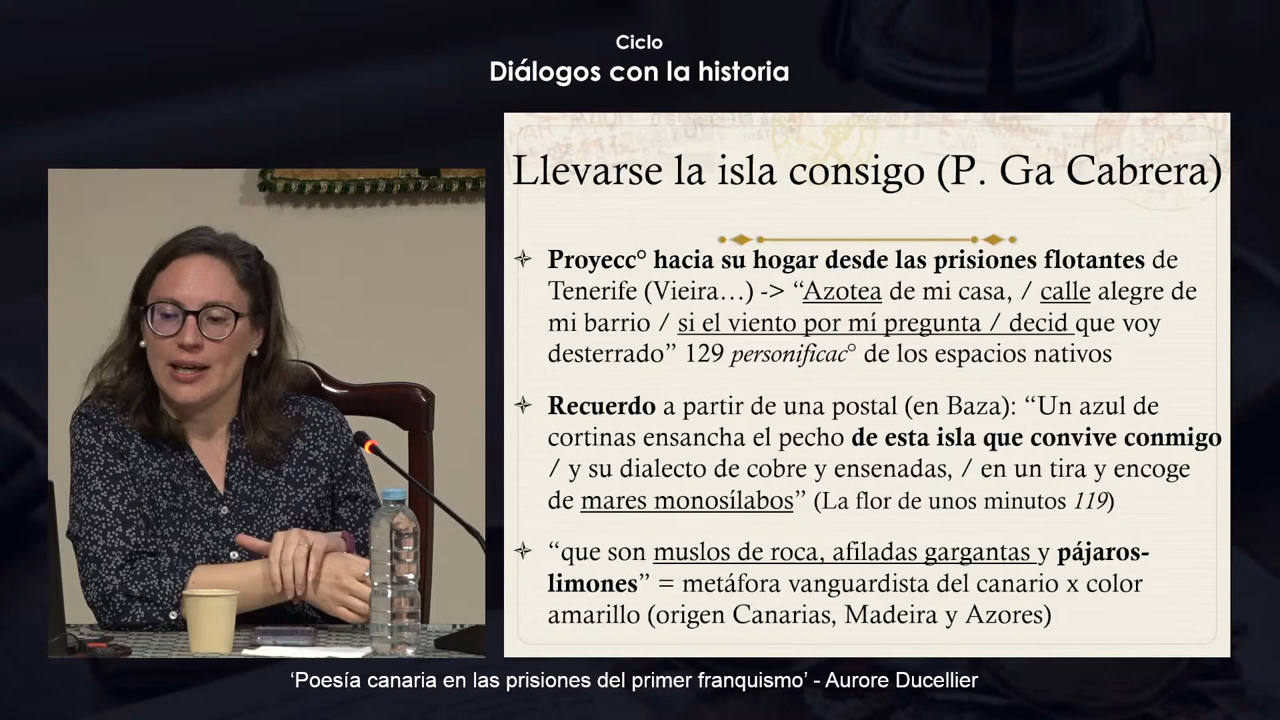 Ciclo
Diálogos con la historia
Llevarse la isla consigo (P. Ga Cabrera)
Proyecc° hacia su hogar desde las prisiones flotantes de
Tenerife (Vieira…) -> “Azotea de mi casa, / calle alegre de
mi barrio / si el viento por mí pregunta / decid que voy
desterrado” 129 personificac° de los espacios nativos
Recuerdo a partir de una postal (en Baza): “Un azul de
cortinas ensancha el pecho de esta isla que convive conmigo
/ y su dialecto de cobre y ensenadas, / en un tira y encoge
de mares monosílabos” (La flor de unos minutos 119)
“que son muslos de roca, afiladas gargantas y pájaros-
limones” = metáfora vanguardista del canario x color
amarillo (origen Canarias, Madeira y Azores)
‘Poesía canaria en las prisiones del primer franquismo’ - Aurore Ducellier